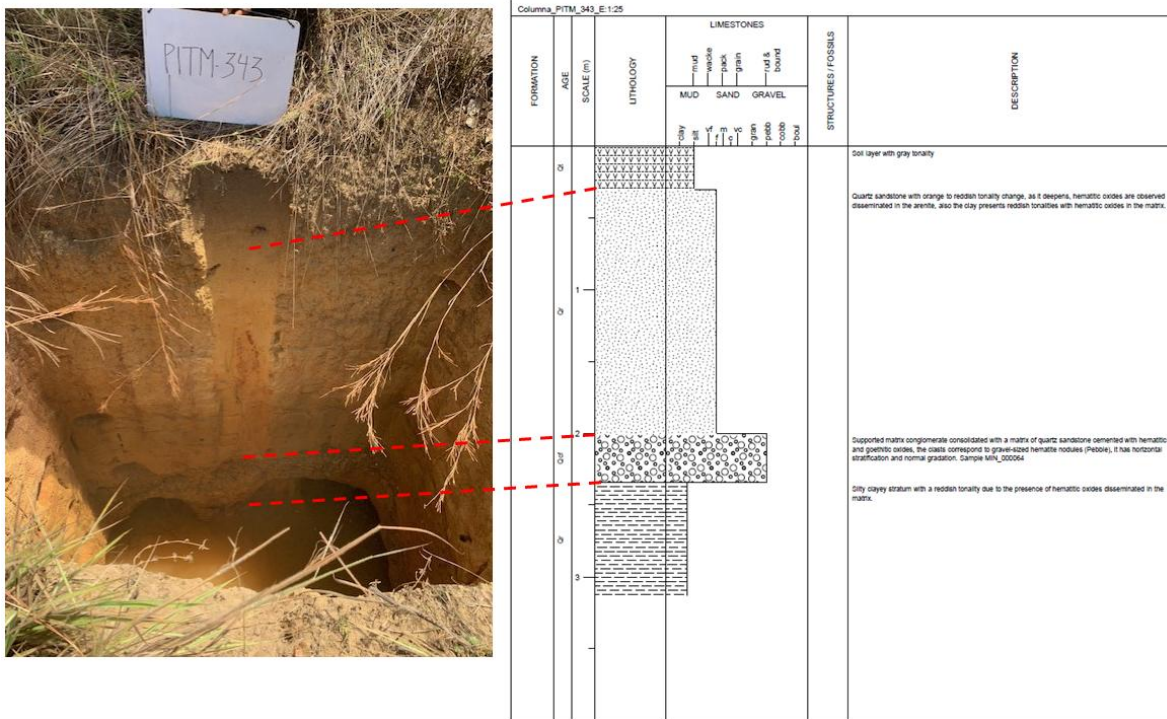 PITM-343
Columna_PITM_343_E:1:25
FORMATION
AGE
SCALE (m)
LITHOLOGY
LIMESTONES
mud
wacke
pack
grain
rud &
bound
MUD SAND GRAVEL
clay
silt
vf
f
m
c
vc
gran
pebb
cobb
boul
STRUCTURES / FOSSILS
DESCRIPTION
Soil layer with gray tonality
Quartz sandstone with orange to reddish tonality change, as it deepens, hematitic oxides are observed
disseminated in the arenite, also the clay presents reddish tonalities with hematitic oxides in the matrix.
1
2
Supported matrix conglomerate consolidated with a matrix of quartz sandstone cemented with hematitic
and goethitic oxides, the clasts correspond to gravel-sized hematite nodules (Pebble), it has horizontal
stratification and normal gradation. Sample MIN_000064
Silty clayey stratum with a reddish tonality due to the presence of hematitic oxides disseminated in the
matrix.
3